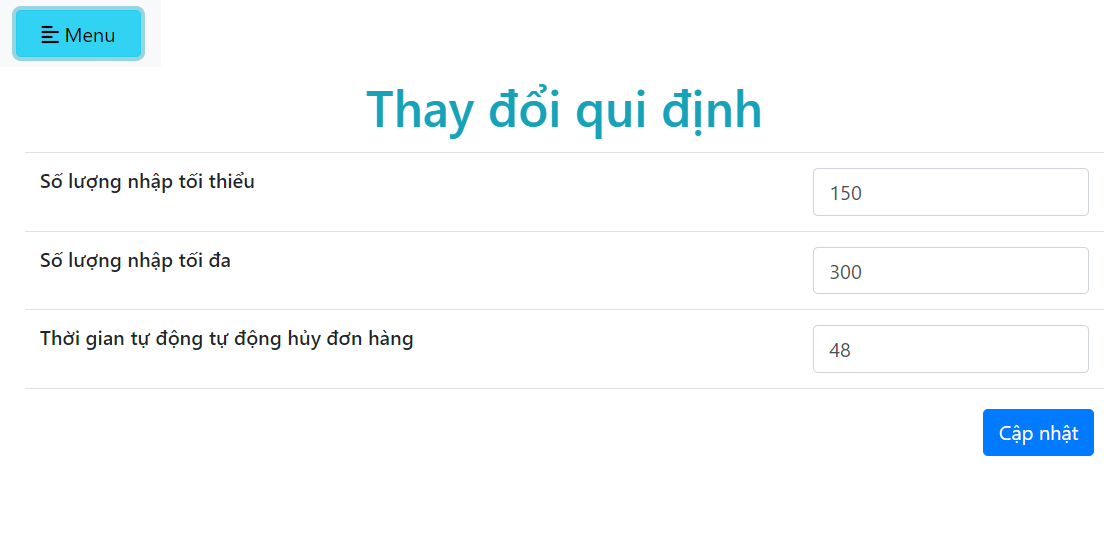 Menu
Thay đổi qui định
Số lượng nhập tối thiểu
150
Số lượng nhập tối đa
300
Thời gian tự động tự động hủy đơn hàng
48
Cập nhật